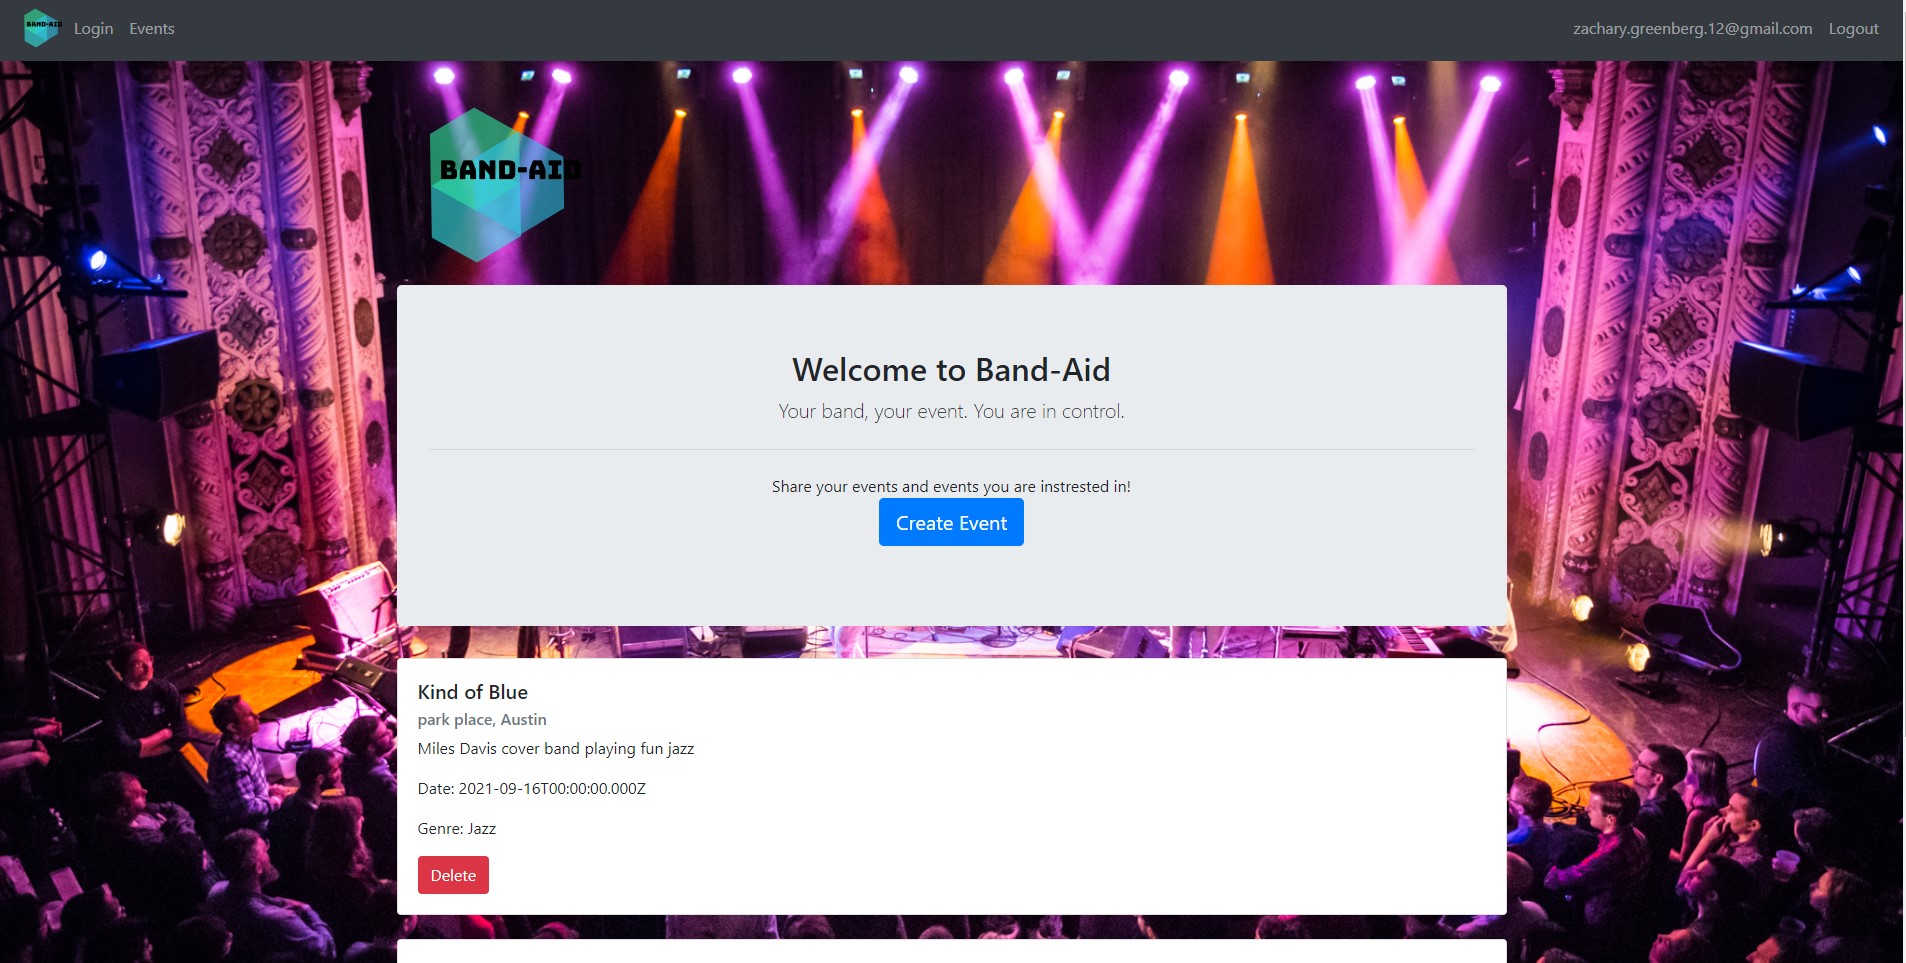 BAND-AID
Login
Events
zachary.greenberg.12@gmail.com
Logout
BAND-AID
Welcome to Band-Aid
Your band, your event. You are in control.
Share your events and events you are instrested in!
Create Event
Kind of Blue
park place, Austin
Miles Davis cover band playing fun jazz
Date: 2021-09-16T00:00:00.000Z
Genre: Jazz
Delete